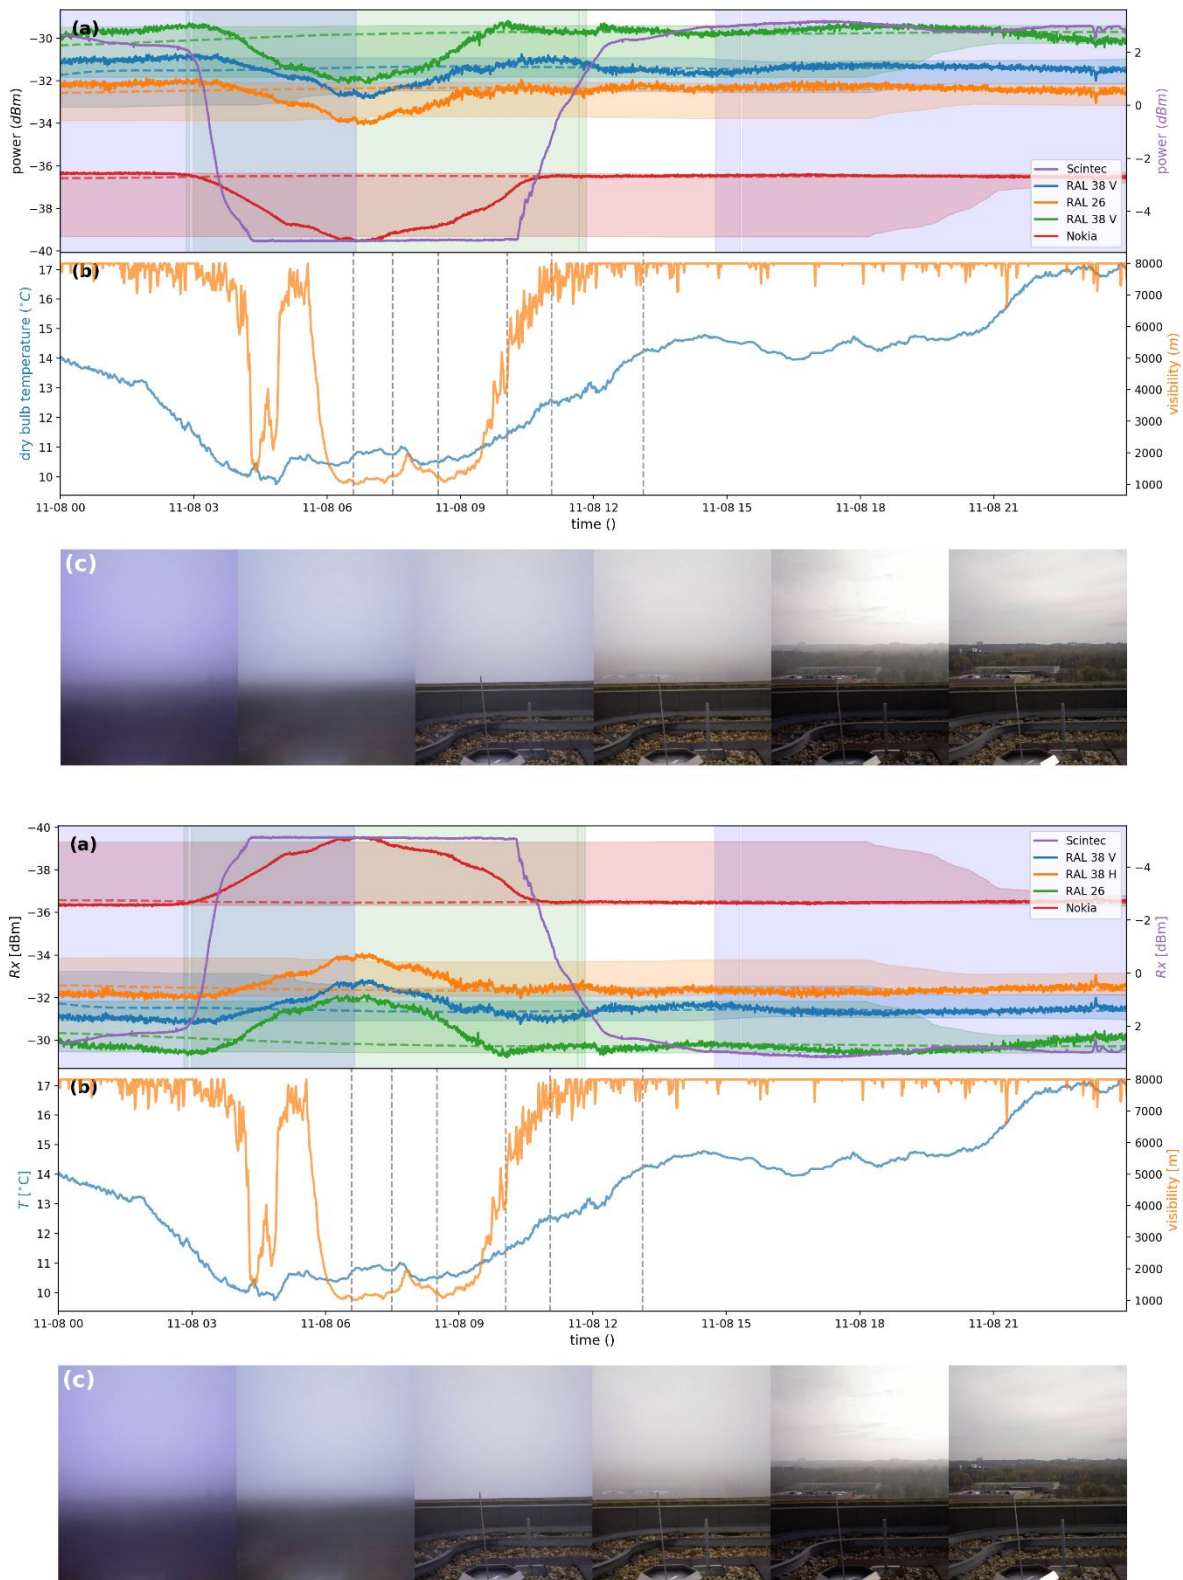 (a)
−30
−32
−34
−36
−38
−40
power (dBm)
2
0
−2
−4
power (dBm)
Scintec
RAL 38 V
RAL 26
RAL 38 V
Nokia
(b)
17
16
15
14
13
12
11
10
dry bulb temperature (°C)
8000
7000
6000
5000
4000
3000
2000
1000
visibility (m)
11-08 00 11-08 03 11-08 06 11-08 09 11-08 12 11-08 15 11-08 18 11-08 21
time ()
(c)
(a)
−40
−38
−36
−34
−32
−30
Rx [dBm]
−4
−2
0
2
Rx [dBm]
Scintec
RAL 38 V
RAL 38 H
RAL 26
Nokia
(b)
17
16
15
14
13
12
11
10
T [°C]
8000
7000
6000
5000
4000
3000
2000
1000
visibility [m]
11-08 00 11-08 03 11-08 06 11-08 09 11-08 12 11-08 15 11-08 18 11-08 21
time ()
(c)